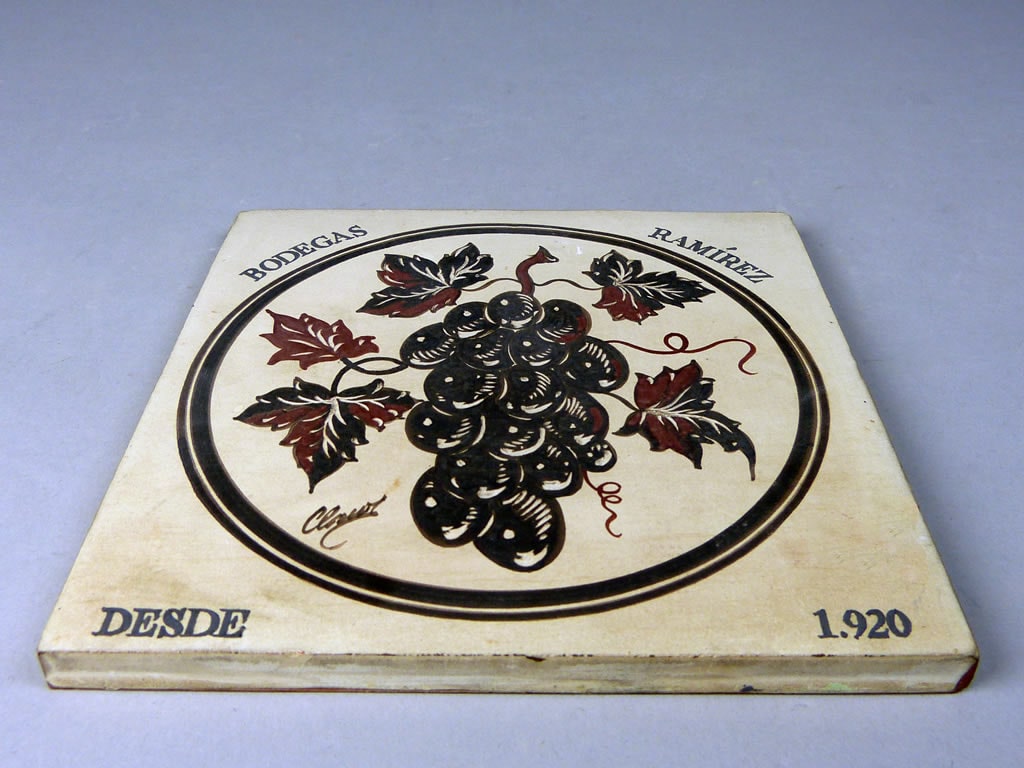 BODEGAS RAMÍREZ
DESDE 1.920